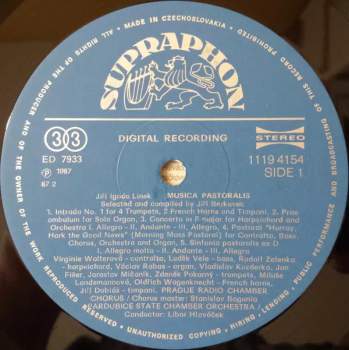 MADE IN CZECHOSLOVAKIA
ALL RIGHTS OF THE PRODUCER AND OF THE OWNER OF THE WORK REPRODUCED RESERVED
UNAUTHORIZED COPYING - HIRING - LENDING - PUBLIC PERFORMANCE AND BROADCASTING OF THIS RECORD PROHIBITED
SUPRAPHON
DIGITAL RECORDING
33
STEREO
ED 7933
1119 4154
℗ 1987
SIDE 1
67 2
Jiří Ignác Linek MUSICA PASTORALIS
Selected and compiled by Jiří Berkovec
1. Intrada No. 1 for 4 Trumpets, 2 French Horns and Timpani, 2. Prae-
ambulum for Solo Organ, 3. Concerto in F major for Harpsichord and
Orchestra I. Allegro - II. Andante - III. Allegro, 4. Pastoral "Hurray,
Hark the Good News" (Morning Mass Pastoral) for Contralto, Bass
Chorus, Orchestra and Organ, 5. Sinfonia pastoralis ex D
I. Allegro molto - II. Andante - III. Allegro
Virginie Walterová - contralto, Luděk Vele - bass, Rudolf Zelenka
- harpsichord, Václav Rabas - organ, Vladislav Kozderka, Jan
Fišer, Jaroslav Mihávik, Zdeněk Pokorný - trumpets, Miluše
Landsmannová, Oldřich Wagenknecht - French horns,
Jiří Dobiáš - timpani. PRAGUE RADIO CHAMBER
CHORUS / Chorus master: Stanislav Bogunia
PARDUBICE STATE CHAMBER ORCHESTRA
Conductor: Libor Hlaváček